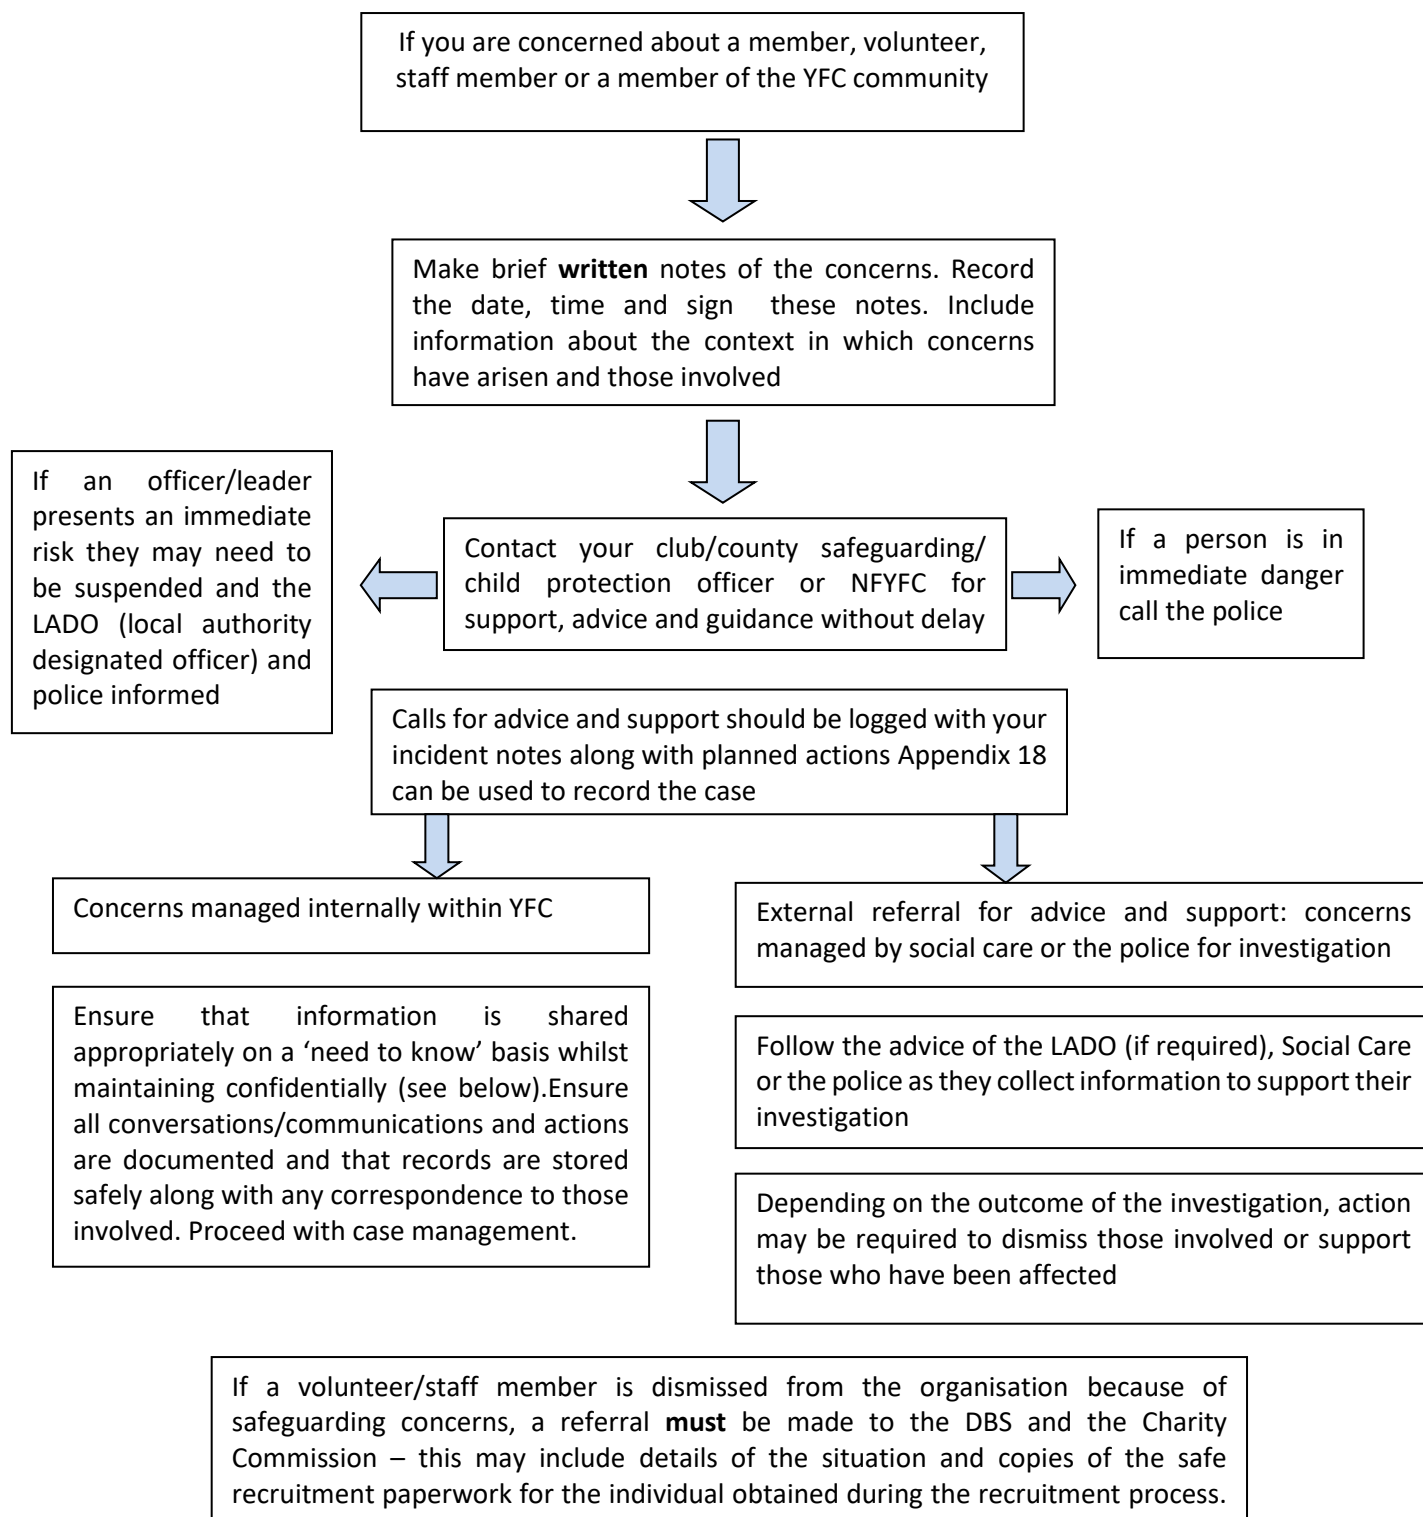 If you are concerned about a member, volunteer,
staff member or a member of the YFC community
Make brief written notes of the concerns. Record
the date, time and sign these notes. Include
information about the context in which concerns
have arisen and those involved
If an officer/leader
presents an immediate
risk they may need to
be suspended and the
LADO (local authority
designated officer) and
police informed
Contact your club/county safeguarding/
child protection officer or NFYFC for
support, advice and guidance without delay
If a person is in
immediate danger
call the police
Calls for advice and support should be logged with your
incident notes along with planned actions Appendix 18
can be used to record the case
Concerns managed internally within YFC
Ensure that information is shared
appropriately on a ‘need to know’ basis whilst
maintaining confidentially (see below).Ensure
all conversations/communications and actions
are documented and that records are stored
safely along with any correspondence to those
involved. Proceed with case management.
External referral for advice and support: concerns
managed by social care or the police for investigation
Follow the advice of the LADO (if required), Social Care
or the police as they collect information to support their
investigation
Depending on the outcome of the investigation, action
may be required to dismiss those involved or support
those who have been affected
If a volunteer/staff member is dismissed from the organisation because of
safeguarding concerns, a referral must be made to the DBS and the Charity
Commission – this may include details of the situation and copies of the safe
recruitment paperwork for the individual obtained during the recruitment process.